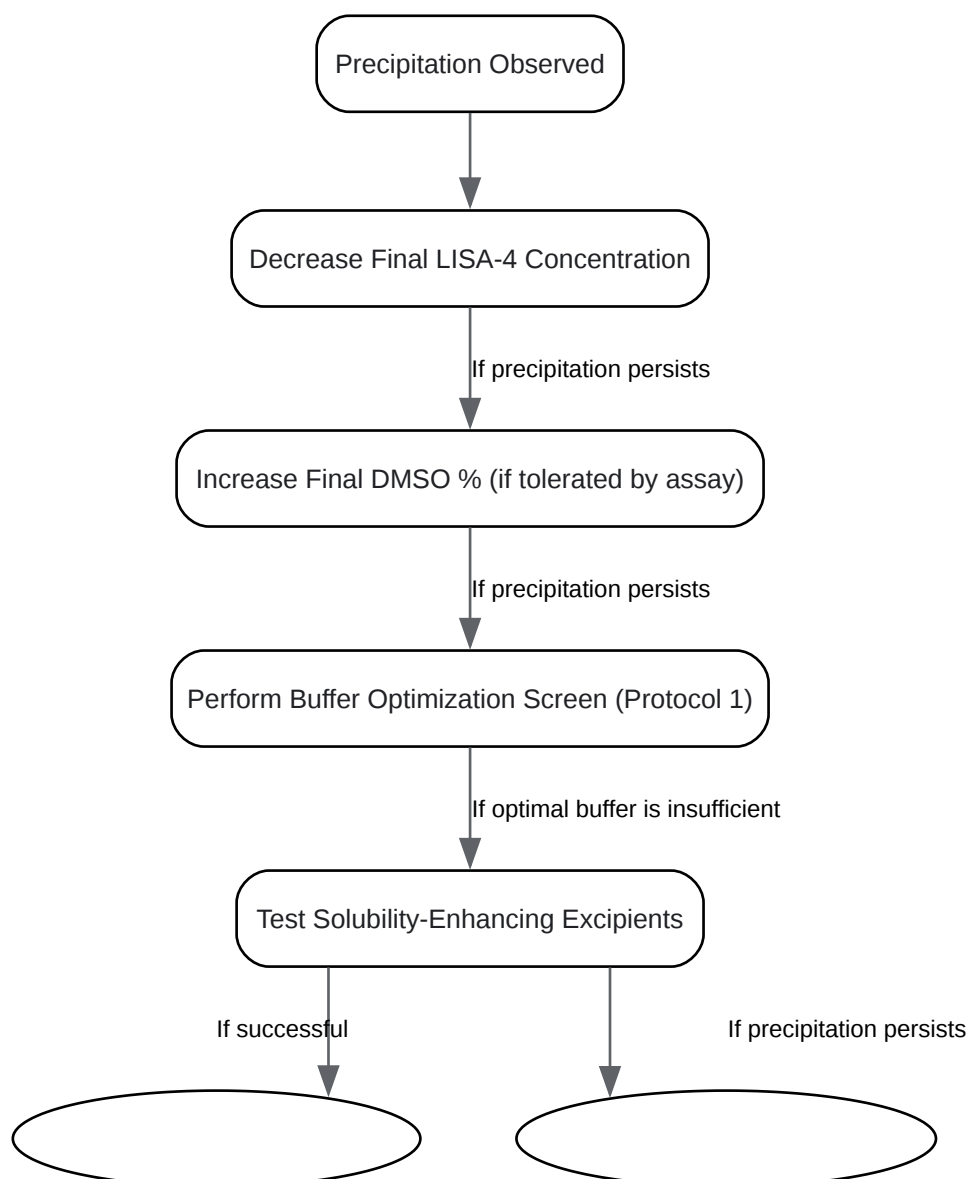 Precipitation Observed
Decrease Final LISA-4 Concentration
If precipitation persists
Increase Final DMSO % (if tolerated by assay)
If precipitation persists
Perform Buffer Optimization Screen (Protocol 1)
If optimal buffer is insufficient
Test Solubility-Enhancing Excipients
If successful
If precipitation persists